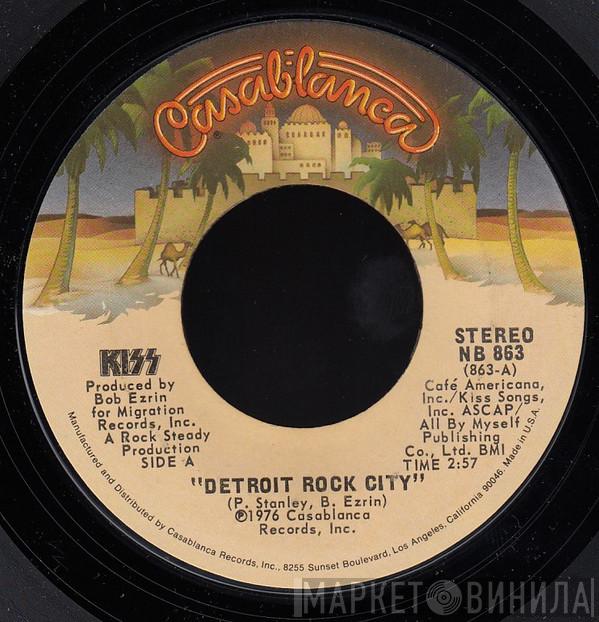 Casablanca
®
KISS
Produced by
Bob Ezrin
for Migration
Records, Inc.
A Rock Steady
Production
SIDE A
STEREO
NB 863
(863-A)
Café Americana,
Inc./Kiss Songs,
Inc. ASCAP/
All By Myself
Publishing
Co., Ltd. BMI
TIME 2:57
"DETROIT ROCK CITY"
(P. Stanley, B. Ezrin)
℗1976 Casablanca
Records, Inc.
Manufactured and Distributed by Casablanca Records, Inc., 8255 Sunset Boulevard, Los Angeles, California 90046. Made in U.S.A.
МАРКЕТ ВИНИЛА